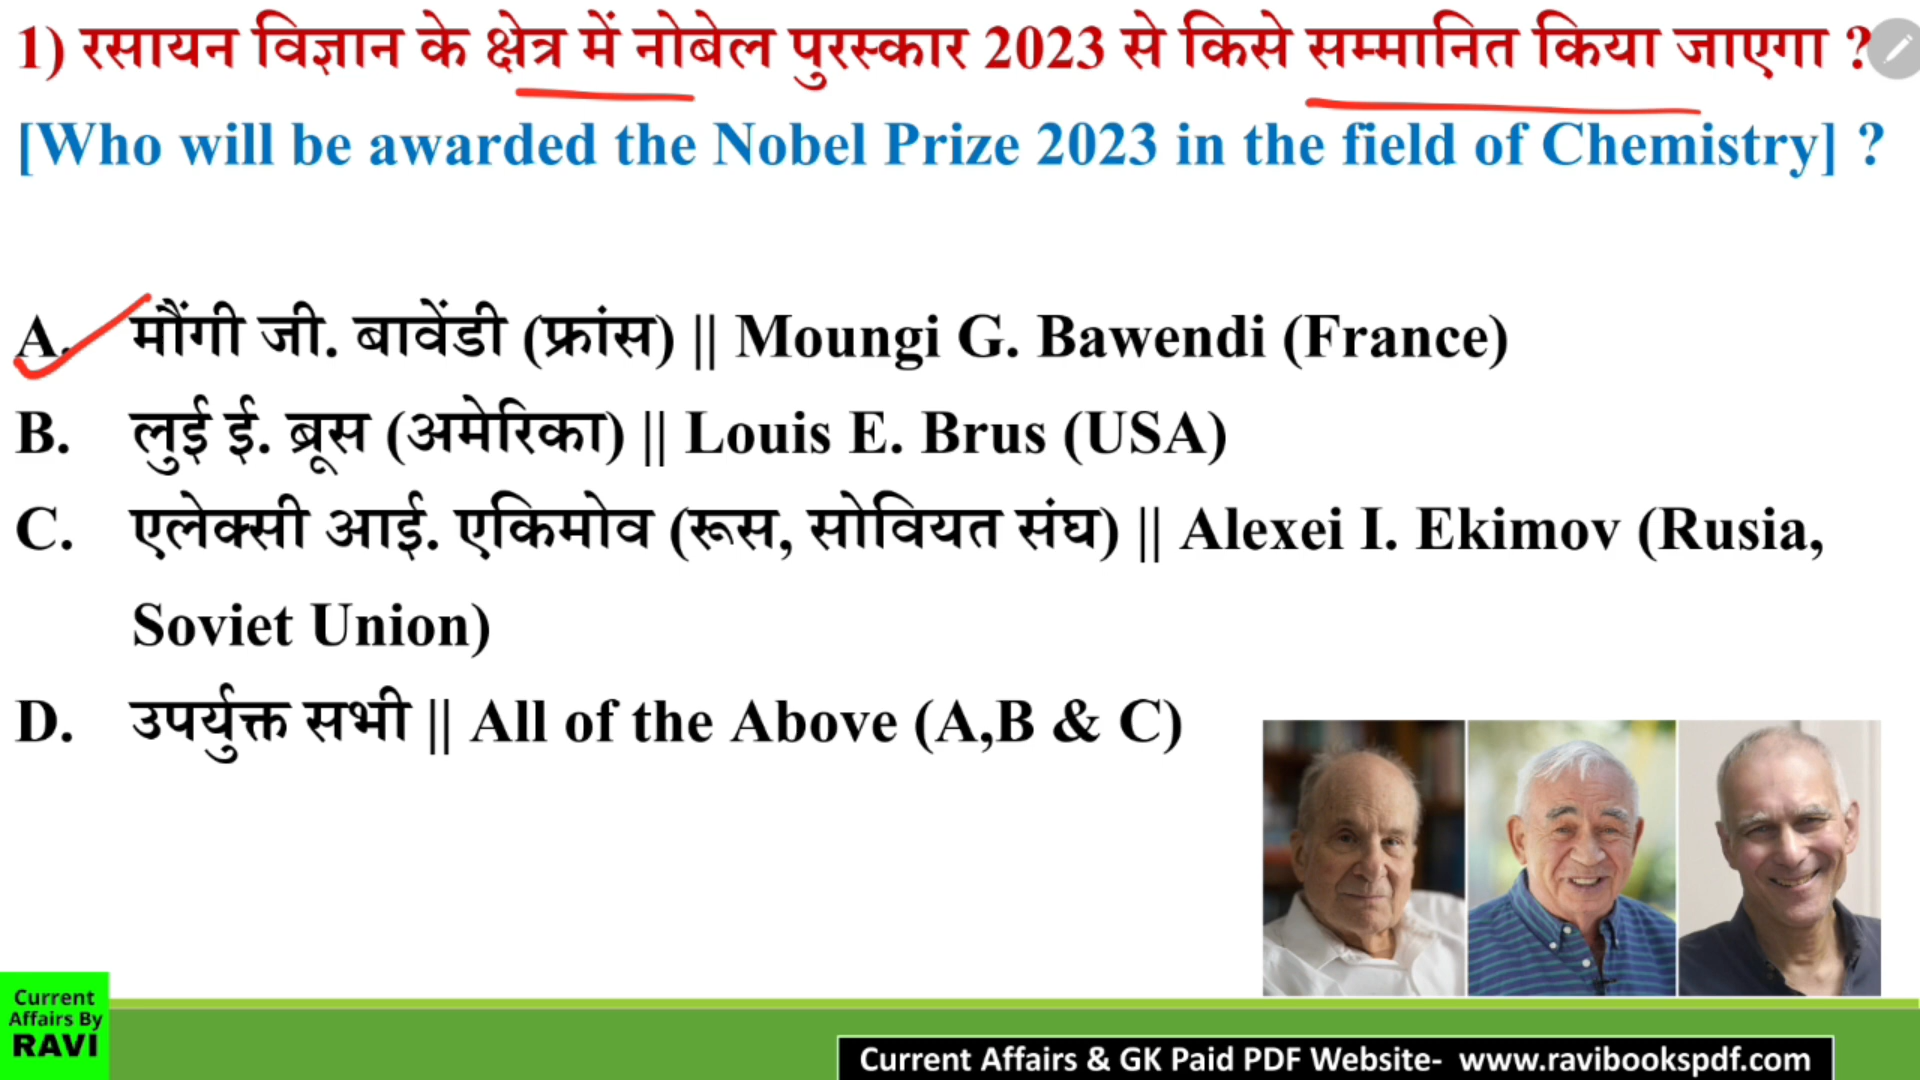 1) रसायन विज्ञान के क्षेत्र में नोबेल पुरस्कार 2023 से किसे सम्मानित किया जाएगा ?
[Who will be awarded the Nobel Prize 2023 in the field of Chemistry] ?
A. मौंगी जी. बावेंडी (फ्रांस) || Moungi G. Bawendi (France)
B. लुई ई. ब्रूस (अमेरिका) || Louis E. Brus (USA)
C. एलेक्सी आई. एकिमोव (रूस, सोवियत संघ) || Alexei I. Ekimov (Rusia,
Soviet Union)
D. उपर्युक्त सभी || All of the Above (A,B & C)
Current
Affairs By
RAVI
Current Affairs & GK Paid PDF Website- www.ravibookspdf.com